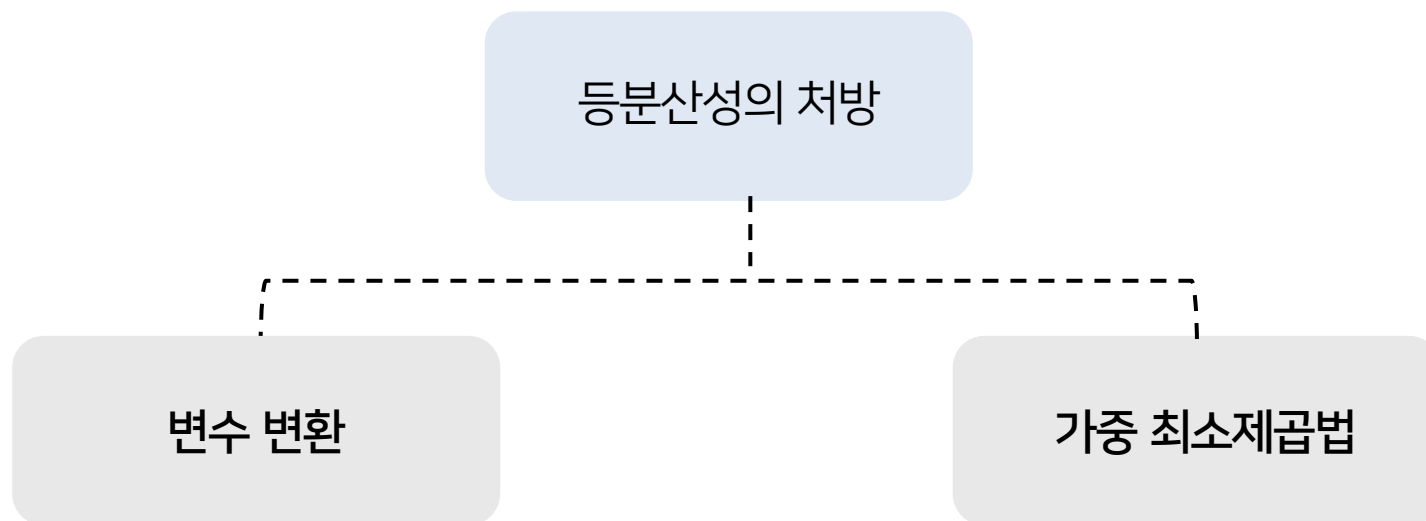 등분산성의 처방
변수 변환
가중 최소제곱법